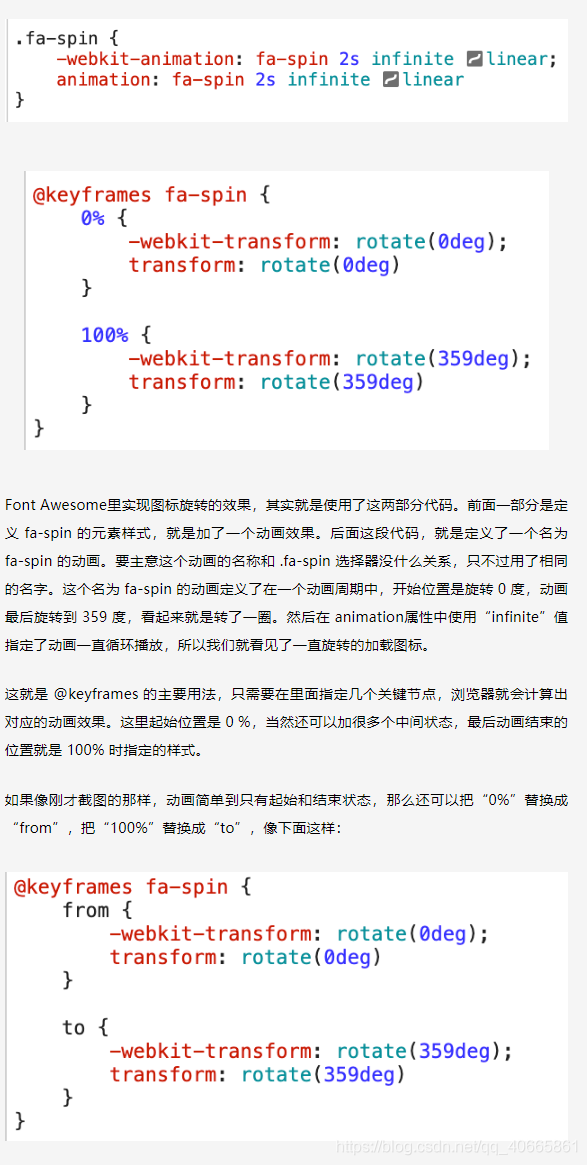 .fa-spin {
-webkit-animation: fa-spin 2s infinite linear;
animation: fa-spin 2s infinite linear
}
@keyframes fa-spin {
0% {
-webkit-transform: rotate(0deg);
transform: rotate(0deg)
}
100% {
-webkit-transform: rotate(359deg);
transform: rotate(359deg)
}
}
Font Awesome里实现图标旋转的效果，其实就是使用了这两部分代码。前面一部分是定
义 fa-spin 的元素样式，就是加了一个动画效果。后面这段代码，就是定义了一个名为
fa-spin 的动画。要主意这个动画的名称和 .fa-spin 选择器没什么关系，只不过用了相同
的名字。这个名为 fa-spin 的动画定义了在一个动画周期中，开始位置是旋转 0 度，动画
最后旋转到 359 度，看起来就是转了一圈。然后在 animation属性中使用“infinite”值
指定了动画一直循环播放，所以我们就看见了一直旋转的加载图标。
这就是 @keyframes 的主要用法，只需要在里面指定几个关键节点，浏览器就会计算出
对应的动画效果。这里起始位置是 0 %，当然还可以加很多个中间状态，最后动画结束的
位置就是 100% 时指定的样式。
如果像刚才截图的那样，动画简单到只有起始和结束状态，那么还可以把“0%”替换成
“from”，把“100%”替换成“to”，像下面这样：
@keyframes fa-spin {
from {
-webkit-transform: rotate(0deg);
transform: rotate(0deg)
}
to {
-webkit-transform: rotate(359deg);
transform: rotate(359deg)
}
}
https://blog.csdn.net/qq_40665861